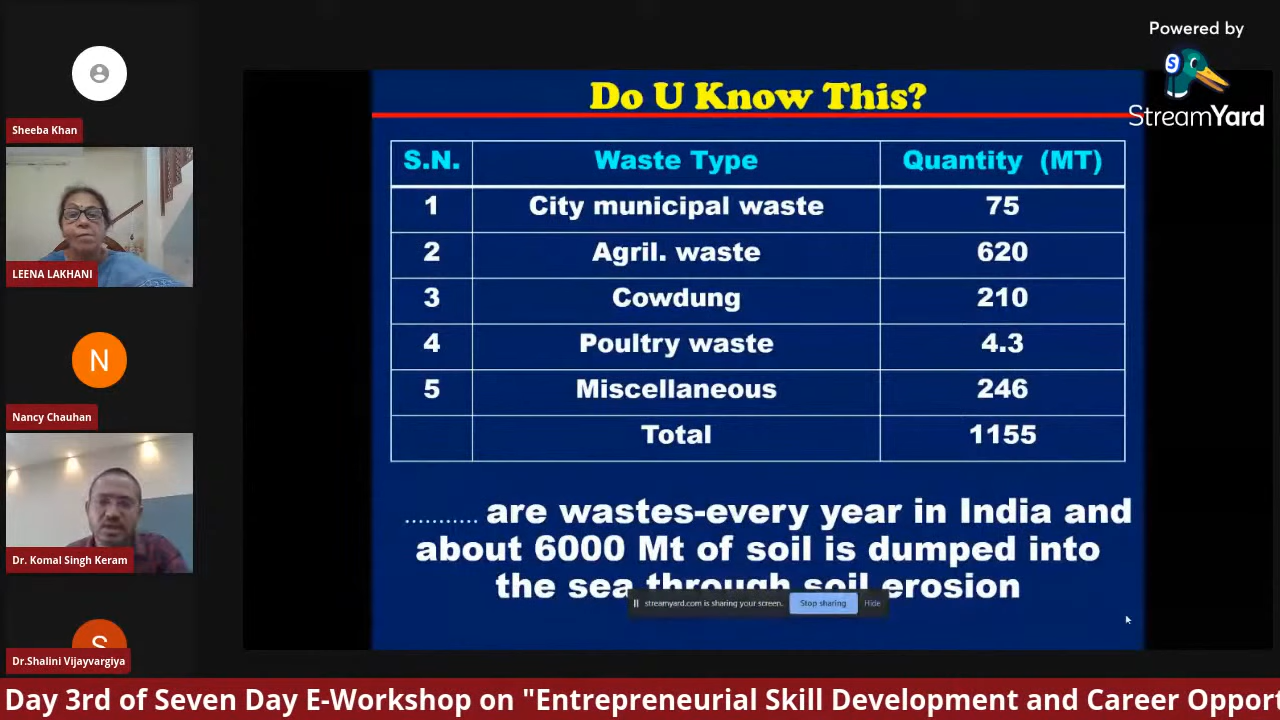 Powered by
StreamYard
Do U Know This?
S.N. Waste Type Quantity (MT)
1 City municipal waste 75
2 Agril. waste 620
3 Cowdung 210
4 Poultry waste 4.3
5 Miscellaneous 246
Total 1155
........... are wastes-every year in India and
about 6000 Mt of soil is dumped into
the sea through soil erosion
streamyard.com is sharing your screen. Stop sharing Hide
Sheeba Khan
LEENA LAKHANI
N
Nancy Chauhan
Dr. Komal Singh Keram
S
Dr.Shalini Vijayvargiya
Day 3rd of Seven Day E-Workshop on "Entrepreneurial Skill Development and Career Oppor